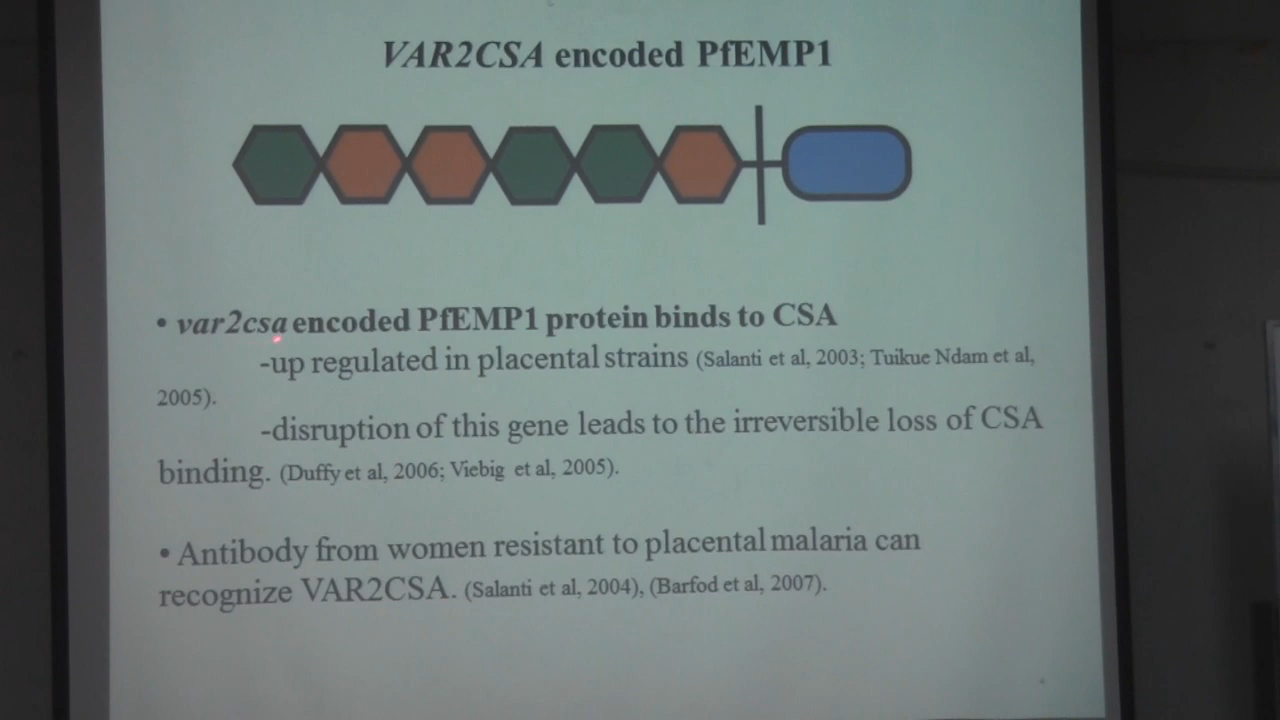 VAR2CSA encoded PfEMP1
• var2csa encoded PfEMP1 protein binds to CSA
-up regulated in placental strains (Salanti et al, 2003; Tuikue Ndam et al,
2005).
-disruption of this gene leads to the irreversible loss of CSA
binding. (Duffy et al, 2006; Viebig et al, 2005).
• Antibody from women resistant to placental malaria can
recognize VAR2CSA. (Salanti et al, 2004), (Barfod et al, 2007).